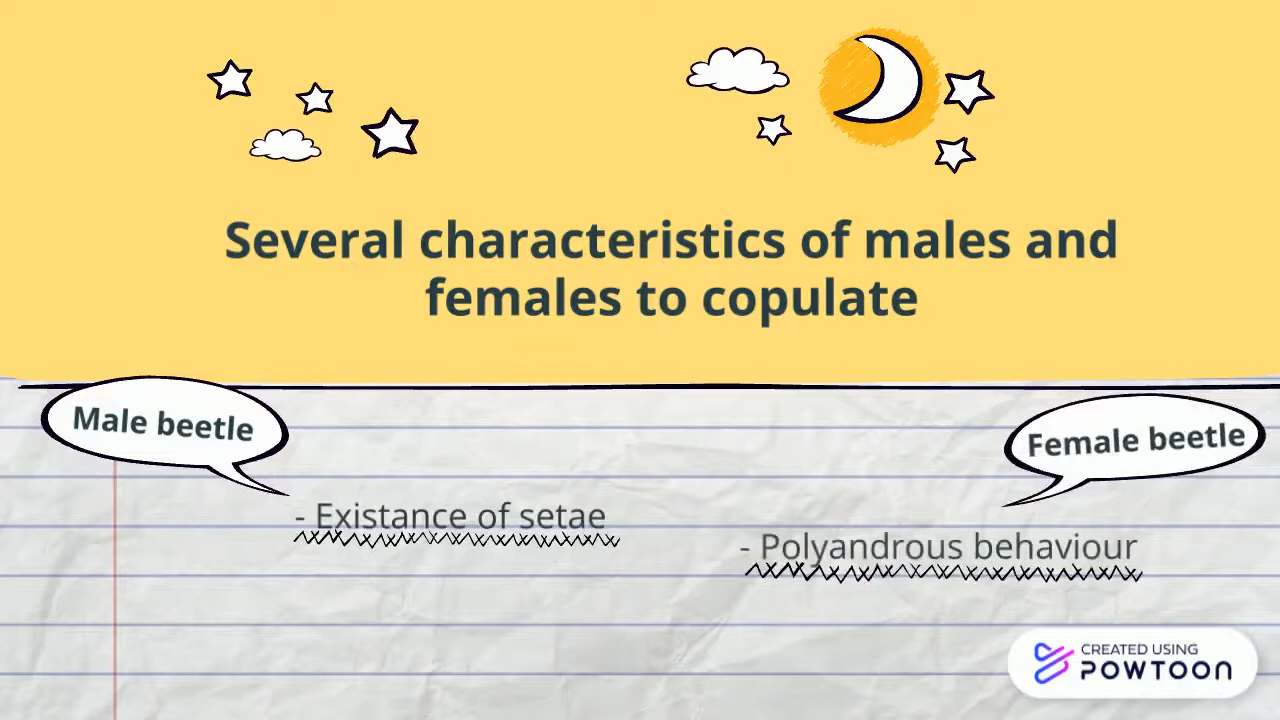 Several characteristics of males and
females to copulate
Male beetle
Female beetle
- Existance of setae
- Polyandrous behaviour
CREATED USING
POWTOON